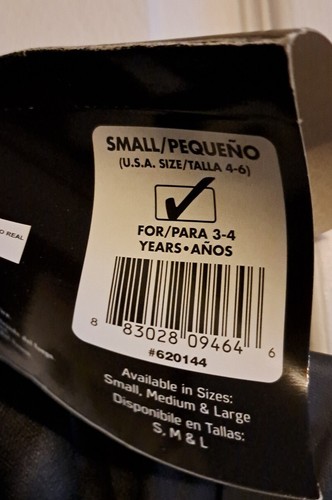 SMALL/PEQUEÑO
(U.S.A. SIZE/TALLA 4-6)
FOR/PARA 3-4
YEARS•AÑOS
8 83028 09464 6
#620144
Available in Sizes:
Small, Medium & Large
Disponible en Tallas:
S, M & L
O REAL